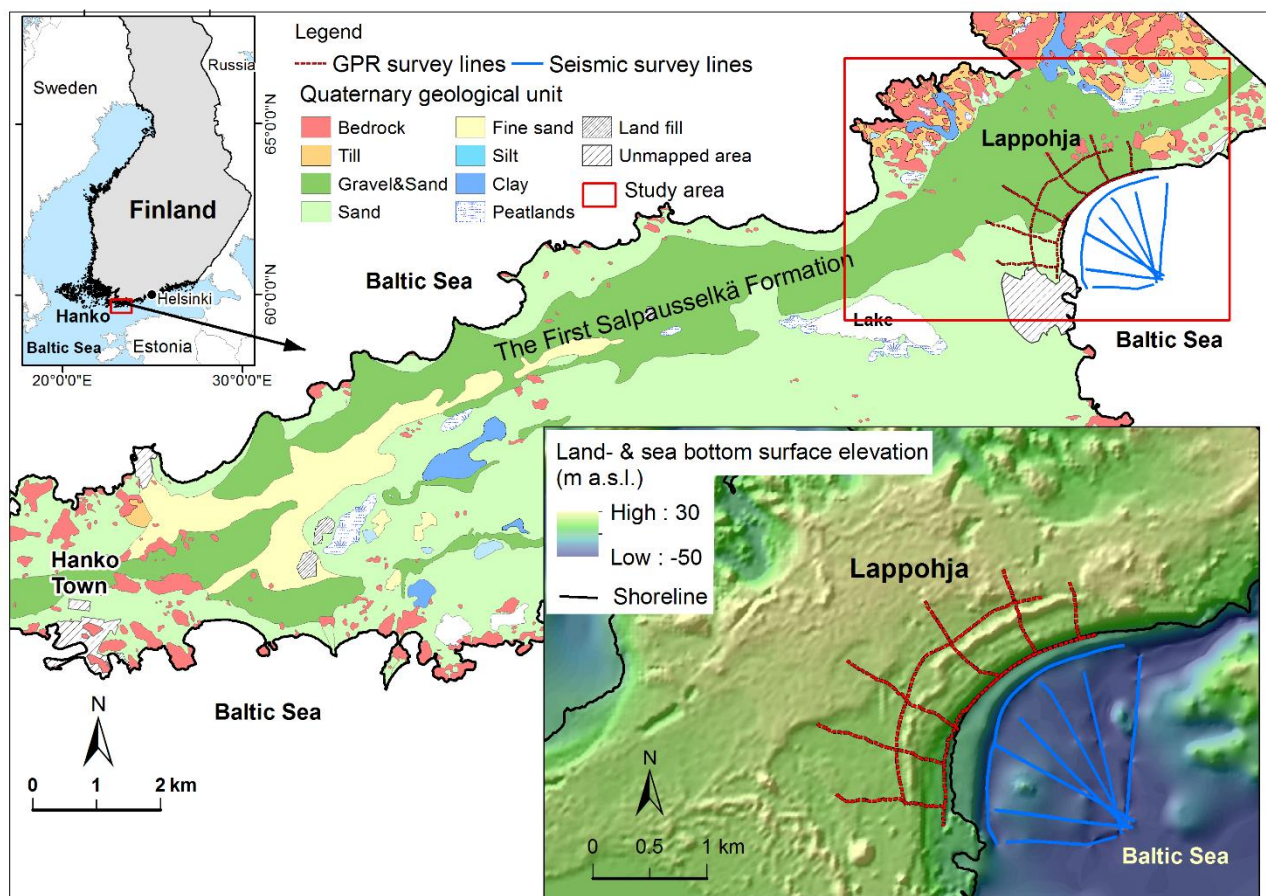 Sweden
Russia
Finland
Helsinki
Hanko
Baltic Sea
Estonia
65°0'0"N
60°0'0"N
20°0'0"E
30°0'0"E
Legend
GPR survey lines
Seismic survey lines
Quaternary geological unit
Bedrock
Till
Gravel&Sand
Sand
Fine sand
Silt
Clay
Peatlands
Land fill
Unmapped area
Study area
Lappohja
Baltic Sea
The First Salpausselkä Formation
Lake
Baltic Sea
Hanko
Town
Baltic Sea
N
0 1 2 km
Land- & sea bottom surface elevation
(m a.s.l.)
High : 30
Low : -50
Shoreline
Lappohja
N
0 0.5 1 km
Baltic Sea